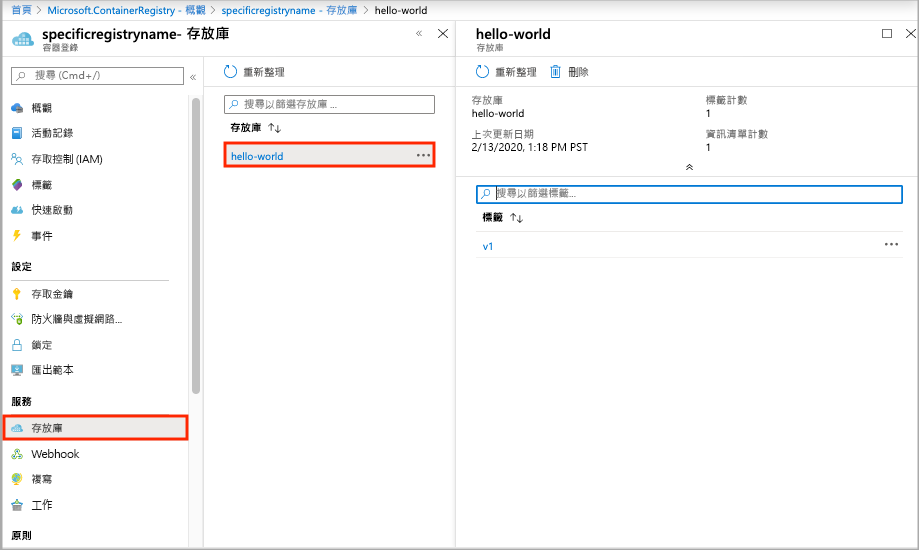 首頁 > Microsoft.ContainerRegistry - 概觀 > specificregistryname - 存放庫 > hello-world
specificregistryname- 存放庫
容器登錄
搜尋 (Cmd+/)
概觀
活動記錄
存取控制 (IAM)
標籤
快速啟動
事件
設定
存取金鑰
防火牆與虛擬網路...
鎖定
匯出範本
服務
存放庫
Webhook
複寫
工作
原則
重新整理
搜尋以篩選存放庫 ...
存放庫
hello-world
hello-world
存放庫
重新整理 刪除
存放庫
hello-world
標籤計數
1
上次更新日期
2/13/2020, 1:18 PM PST
資訊清單計數
1
搜尋以篩選標籤...
標籤
v1